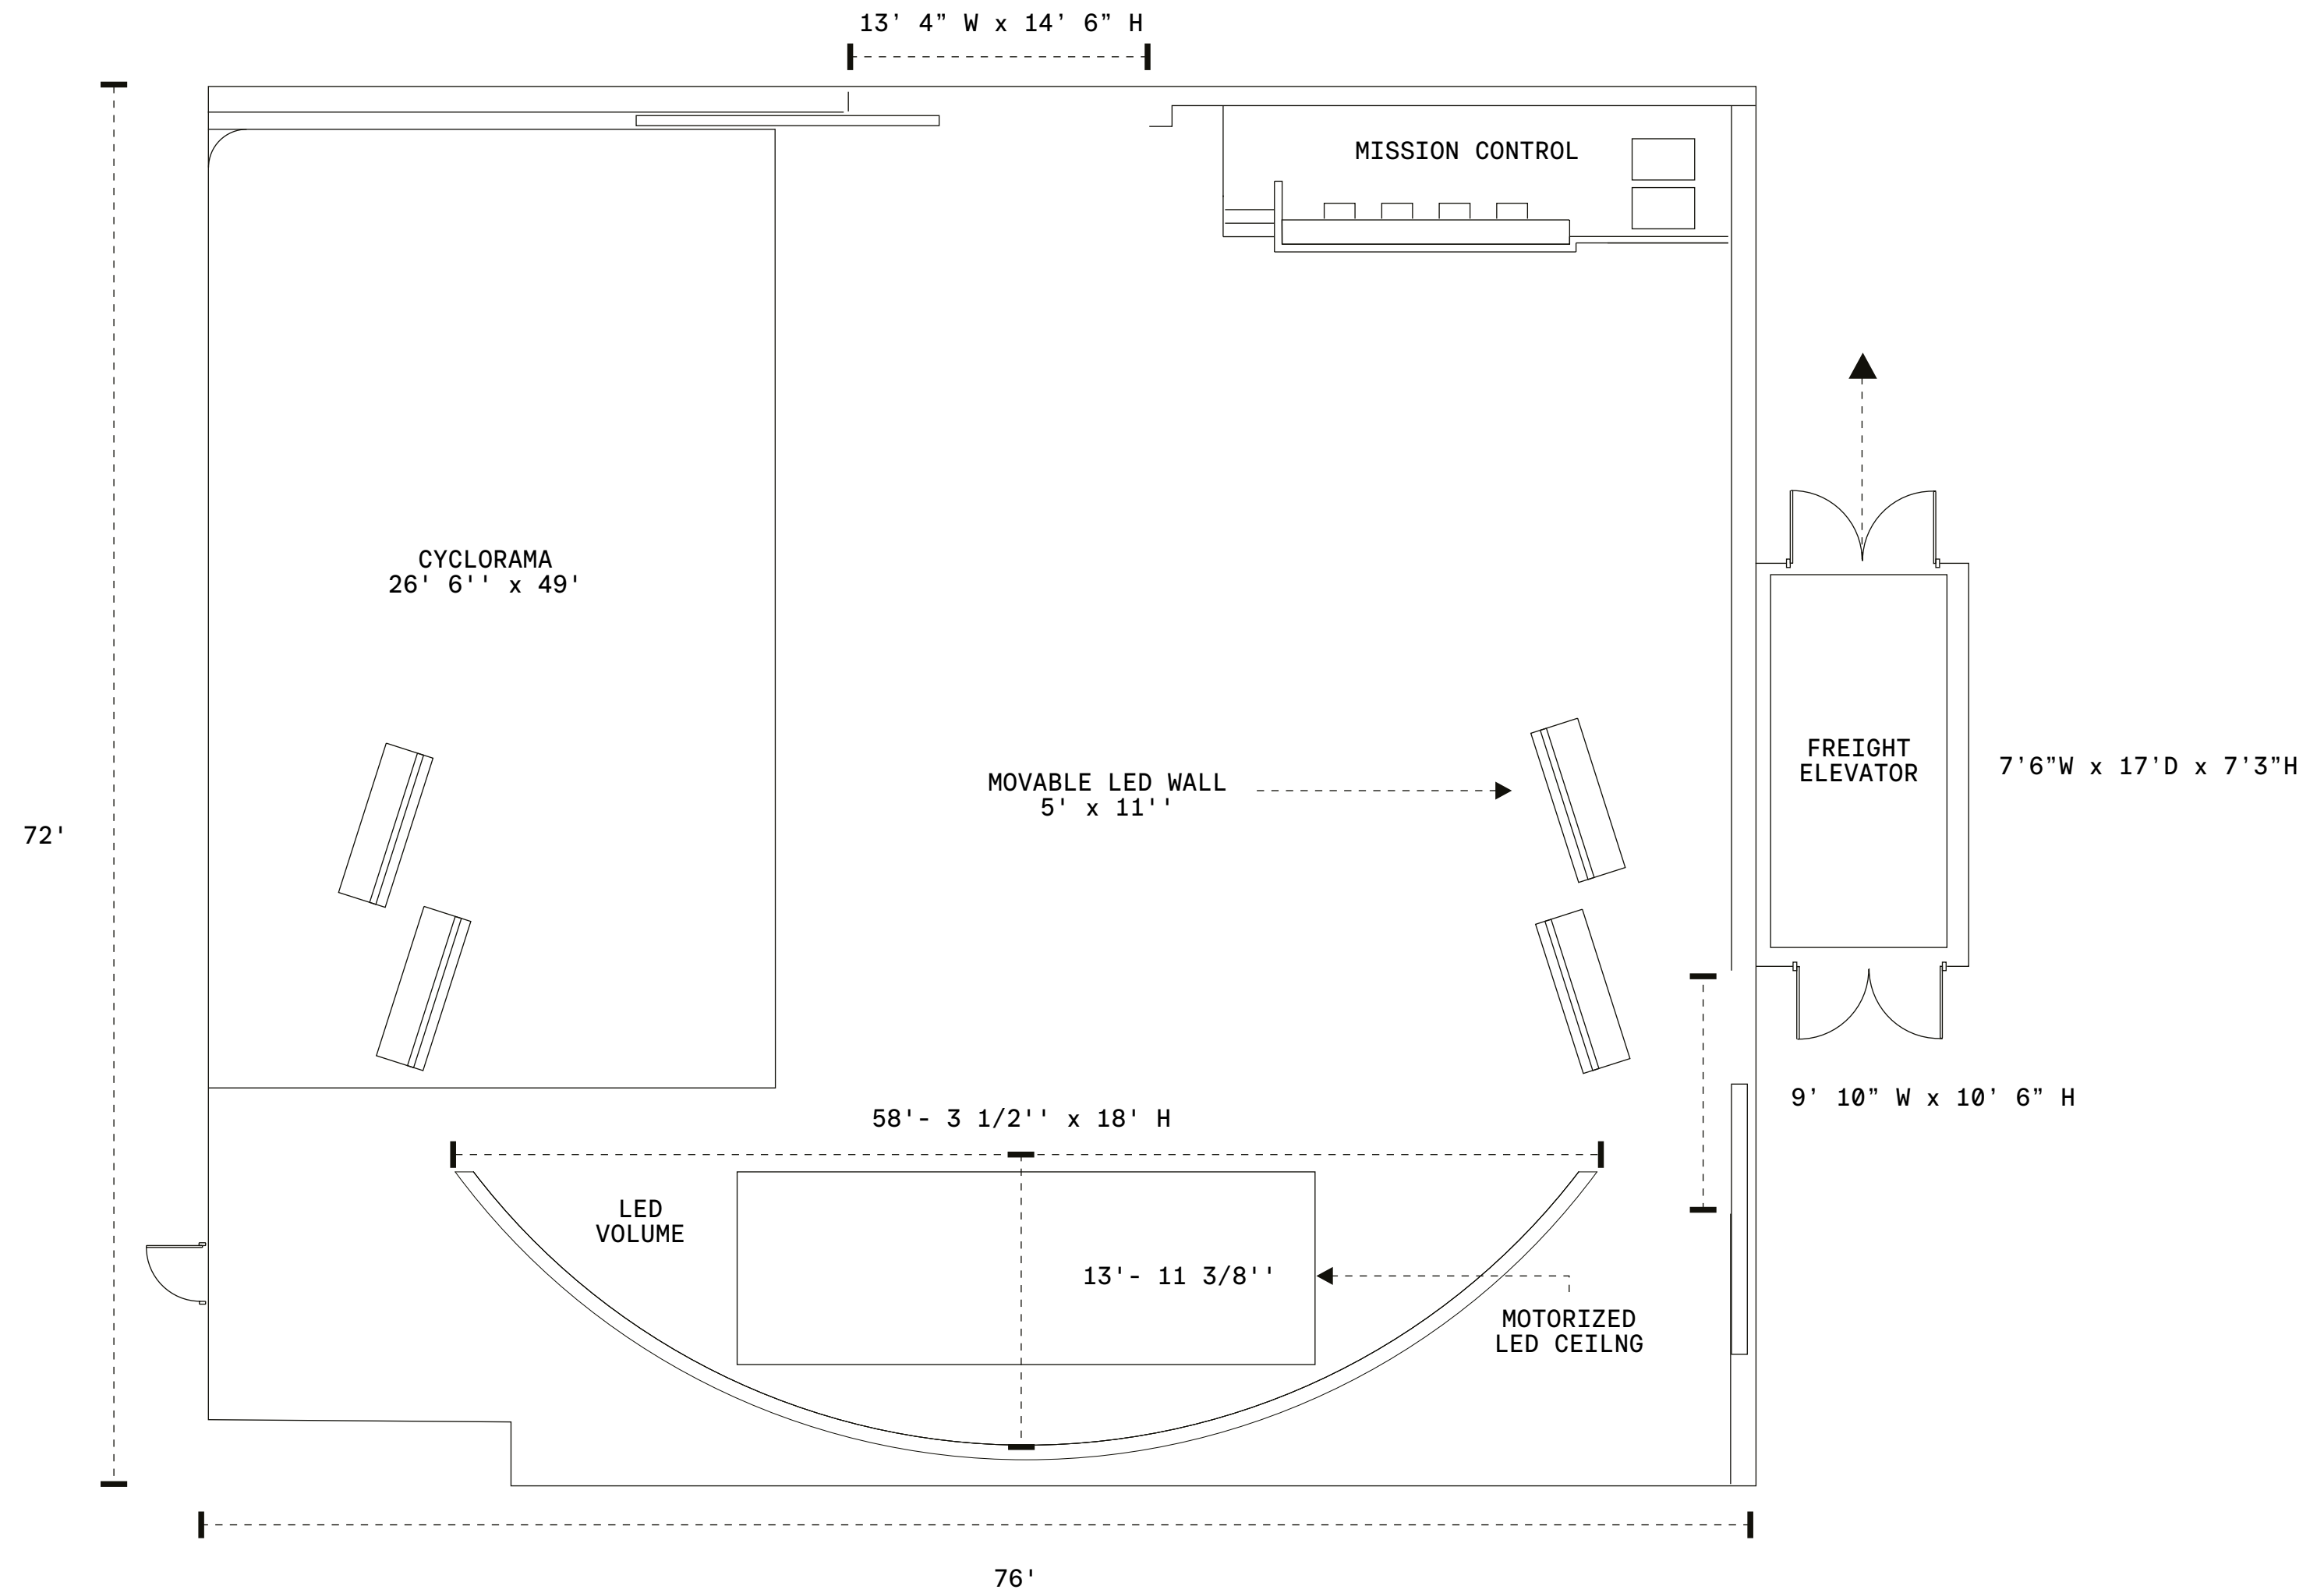 13’ 4” W x 14’ 6” H
MISSION CONTROL
CYCLORAMA
26' 6'' x 49'
FREIGHT
ELEVATOR
7’6”W x 17’D x 7’3”H
MOVABLE LED WALL
5' x 11''
72'
9’ 10” W x 10’ 6” H
58'- 3 1/2'' x 18' H
LED
VOLUME
13'- 11 3/8''
MOTORIZED
LED CEILNG
76'